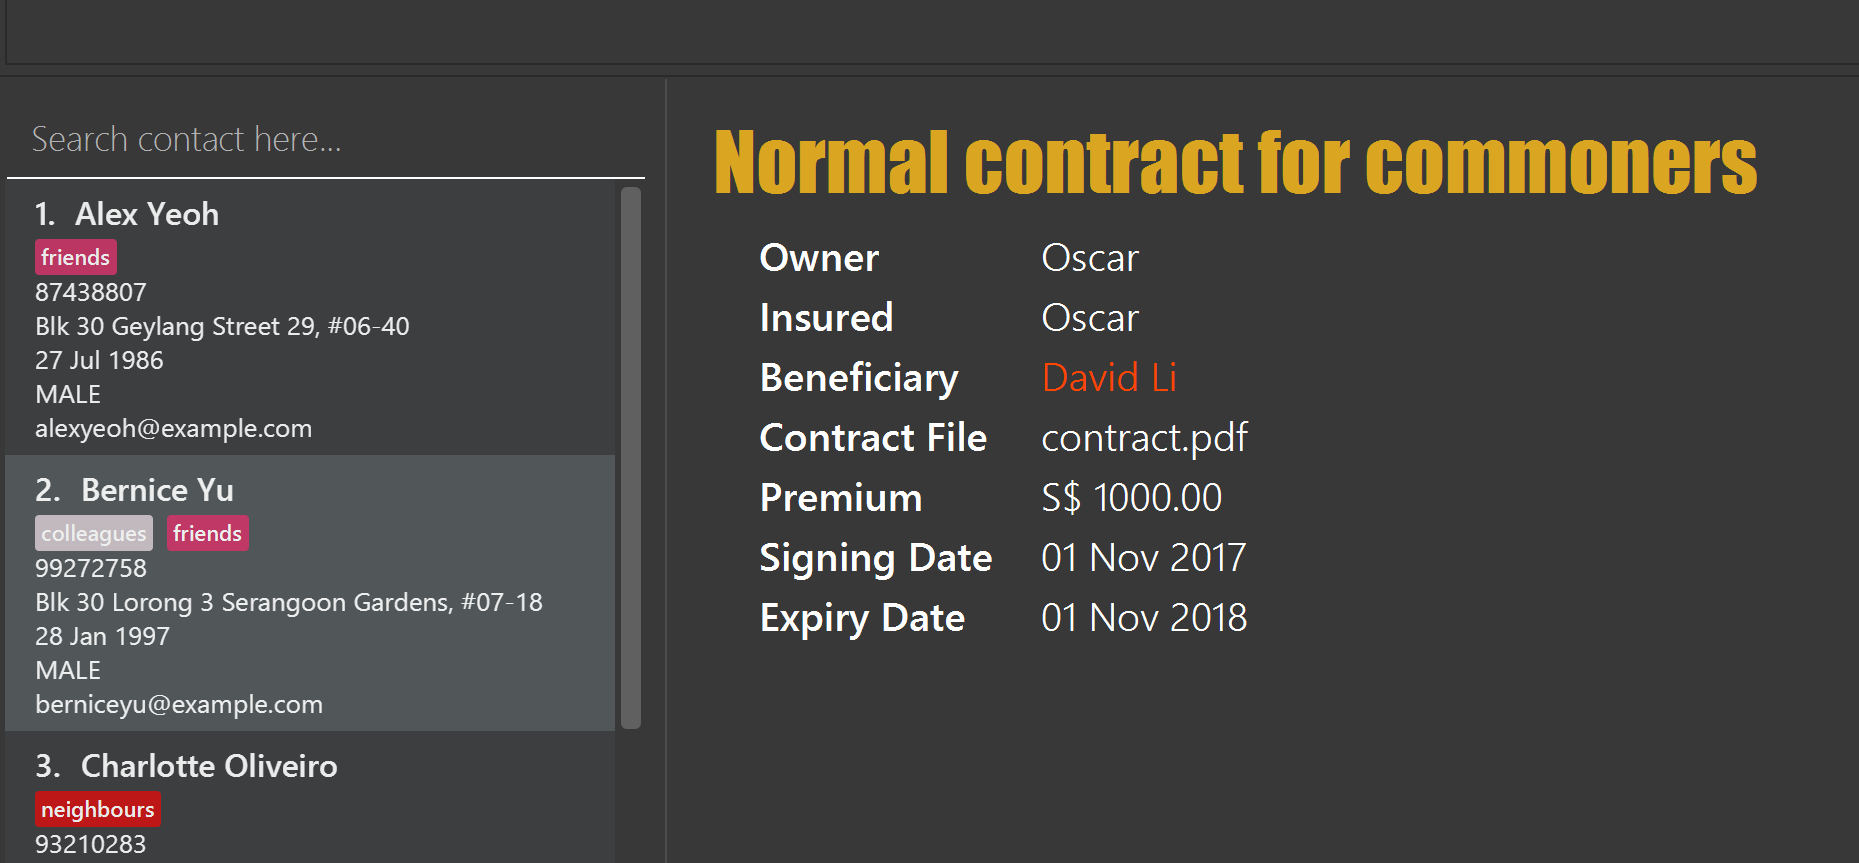 Search contact here...
1. Alex Yeoh
friends
87438807
Blk 30 Geylang Street 29, #06-40
27 Jul 1986
MALE
alexyeoh@example.com
2. Bernice Yu
colleagues friends
99272758
Blk 30 Lorong 3 Serangoon Gardens, #07-18
28 Jan 1997
MALE
berniceyu@example.com
3. Charlotte Oliveiro
neighbours
93210283
Normal contract for commoners
Owner Oscar
Insured Oscar
Beneficiary David Li
Contract File contract.pdf
Premium S$ 1000.00
Signing Date 01 Nov 2017
Expiry Date 01 Nov 2018